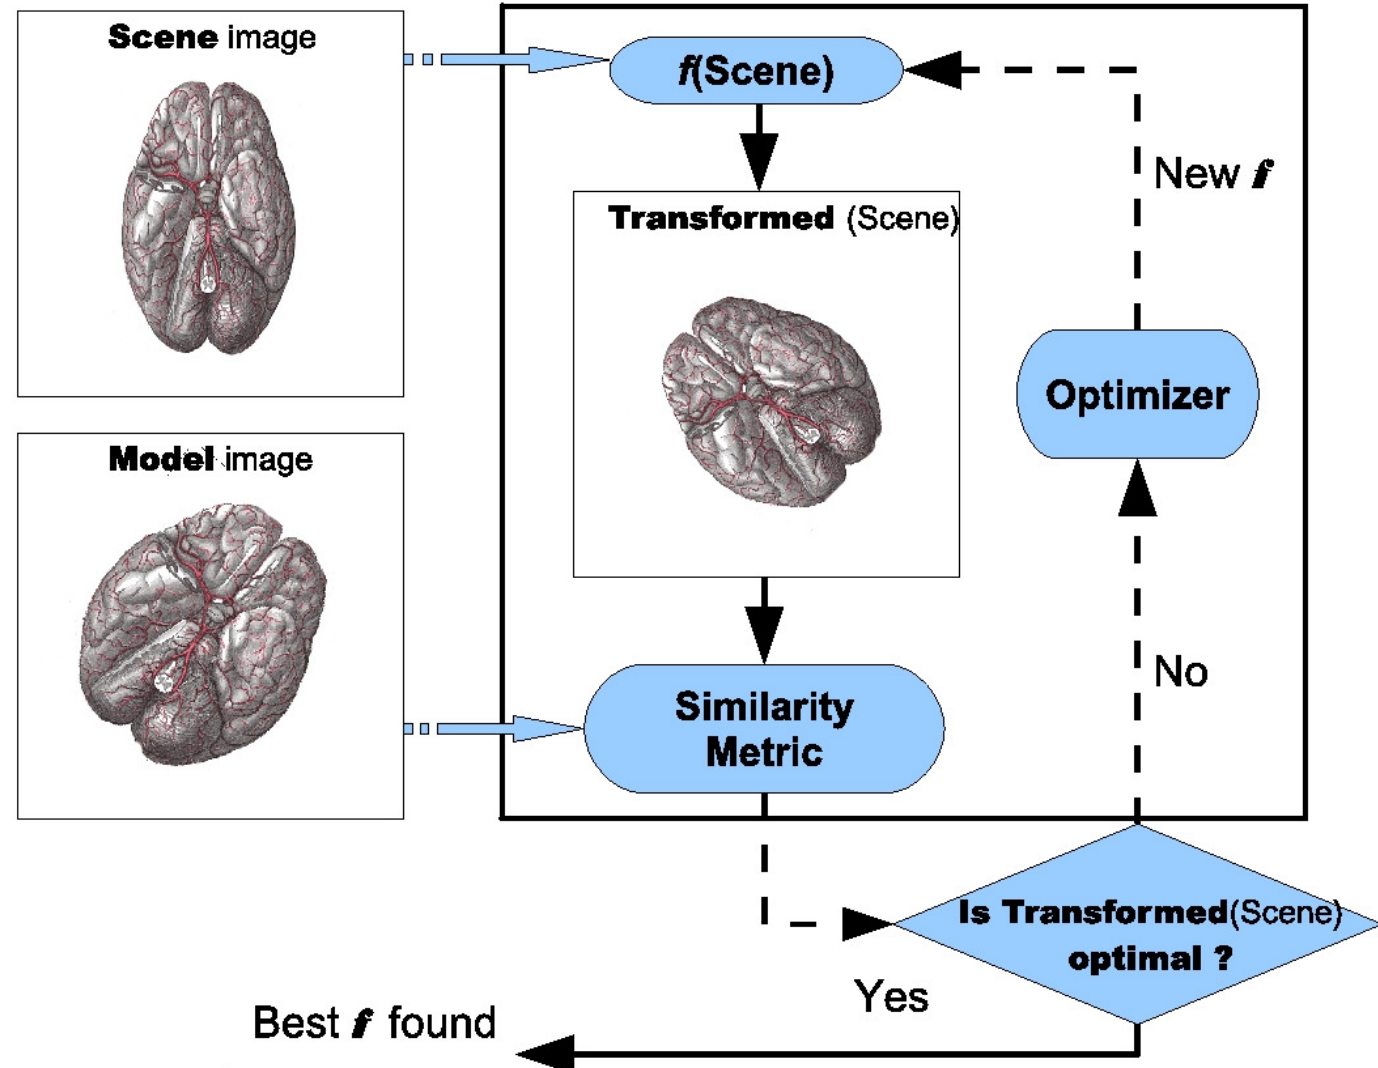 Scene image
f(Scene)
New f
Transformed (Scene)
Optimizer
Model image
No
Similarity
Metric
Is Transformed(Scene)
optimal ?
Yes
Best f found